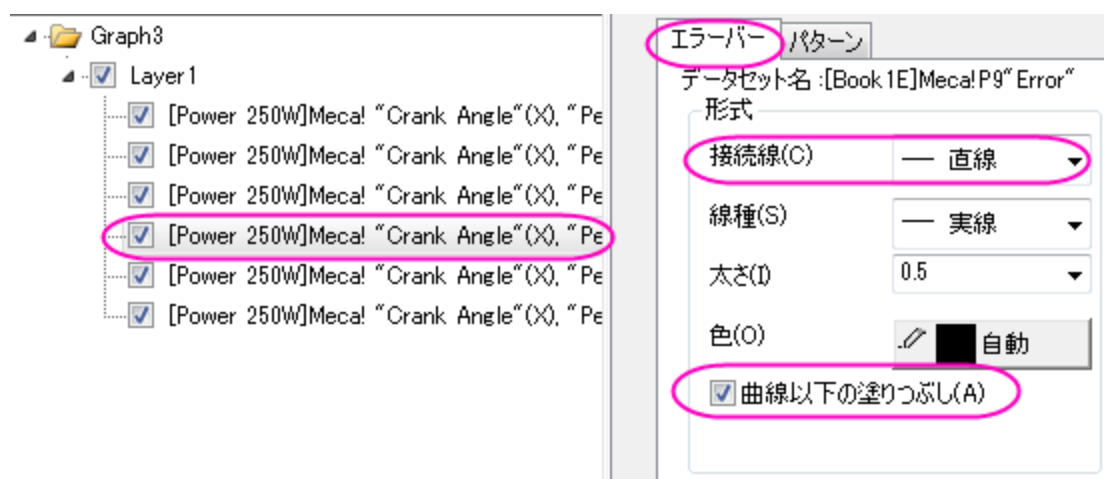 Graph3
Layer1
[Power 250W]Meca! "Crank Angle"(X), "Pe
[Power 250W]Meca! "Crank Angle"(X), "Pe
[Power 250W]Meca! "Crank Angle"(X), "Pe
[Power 250W]Meca! "Crank Angle"(X), "Pe
[Power 250W]Meca! "Crank Angle"(X), "Pe
[Power 250W]Meca! "Crank Angle"(X), "Pe
エラーバー パターン
データセット名 :[Book1E]Meca!P9"Error"
形式
接続線(C) 直線
線種(S) 実線
太さ(I) 0.5
色(O) 自動
曲線以下の塗りつぶし(A)